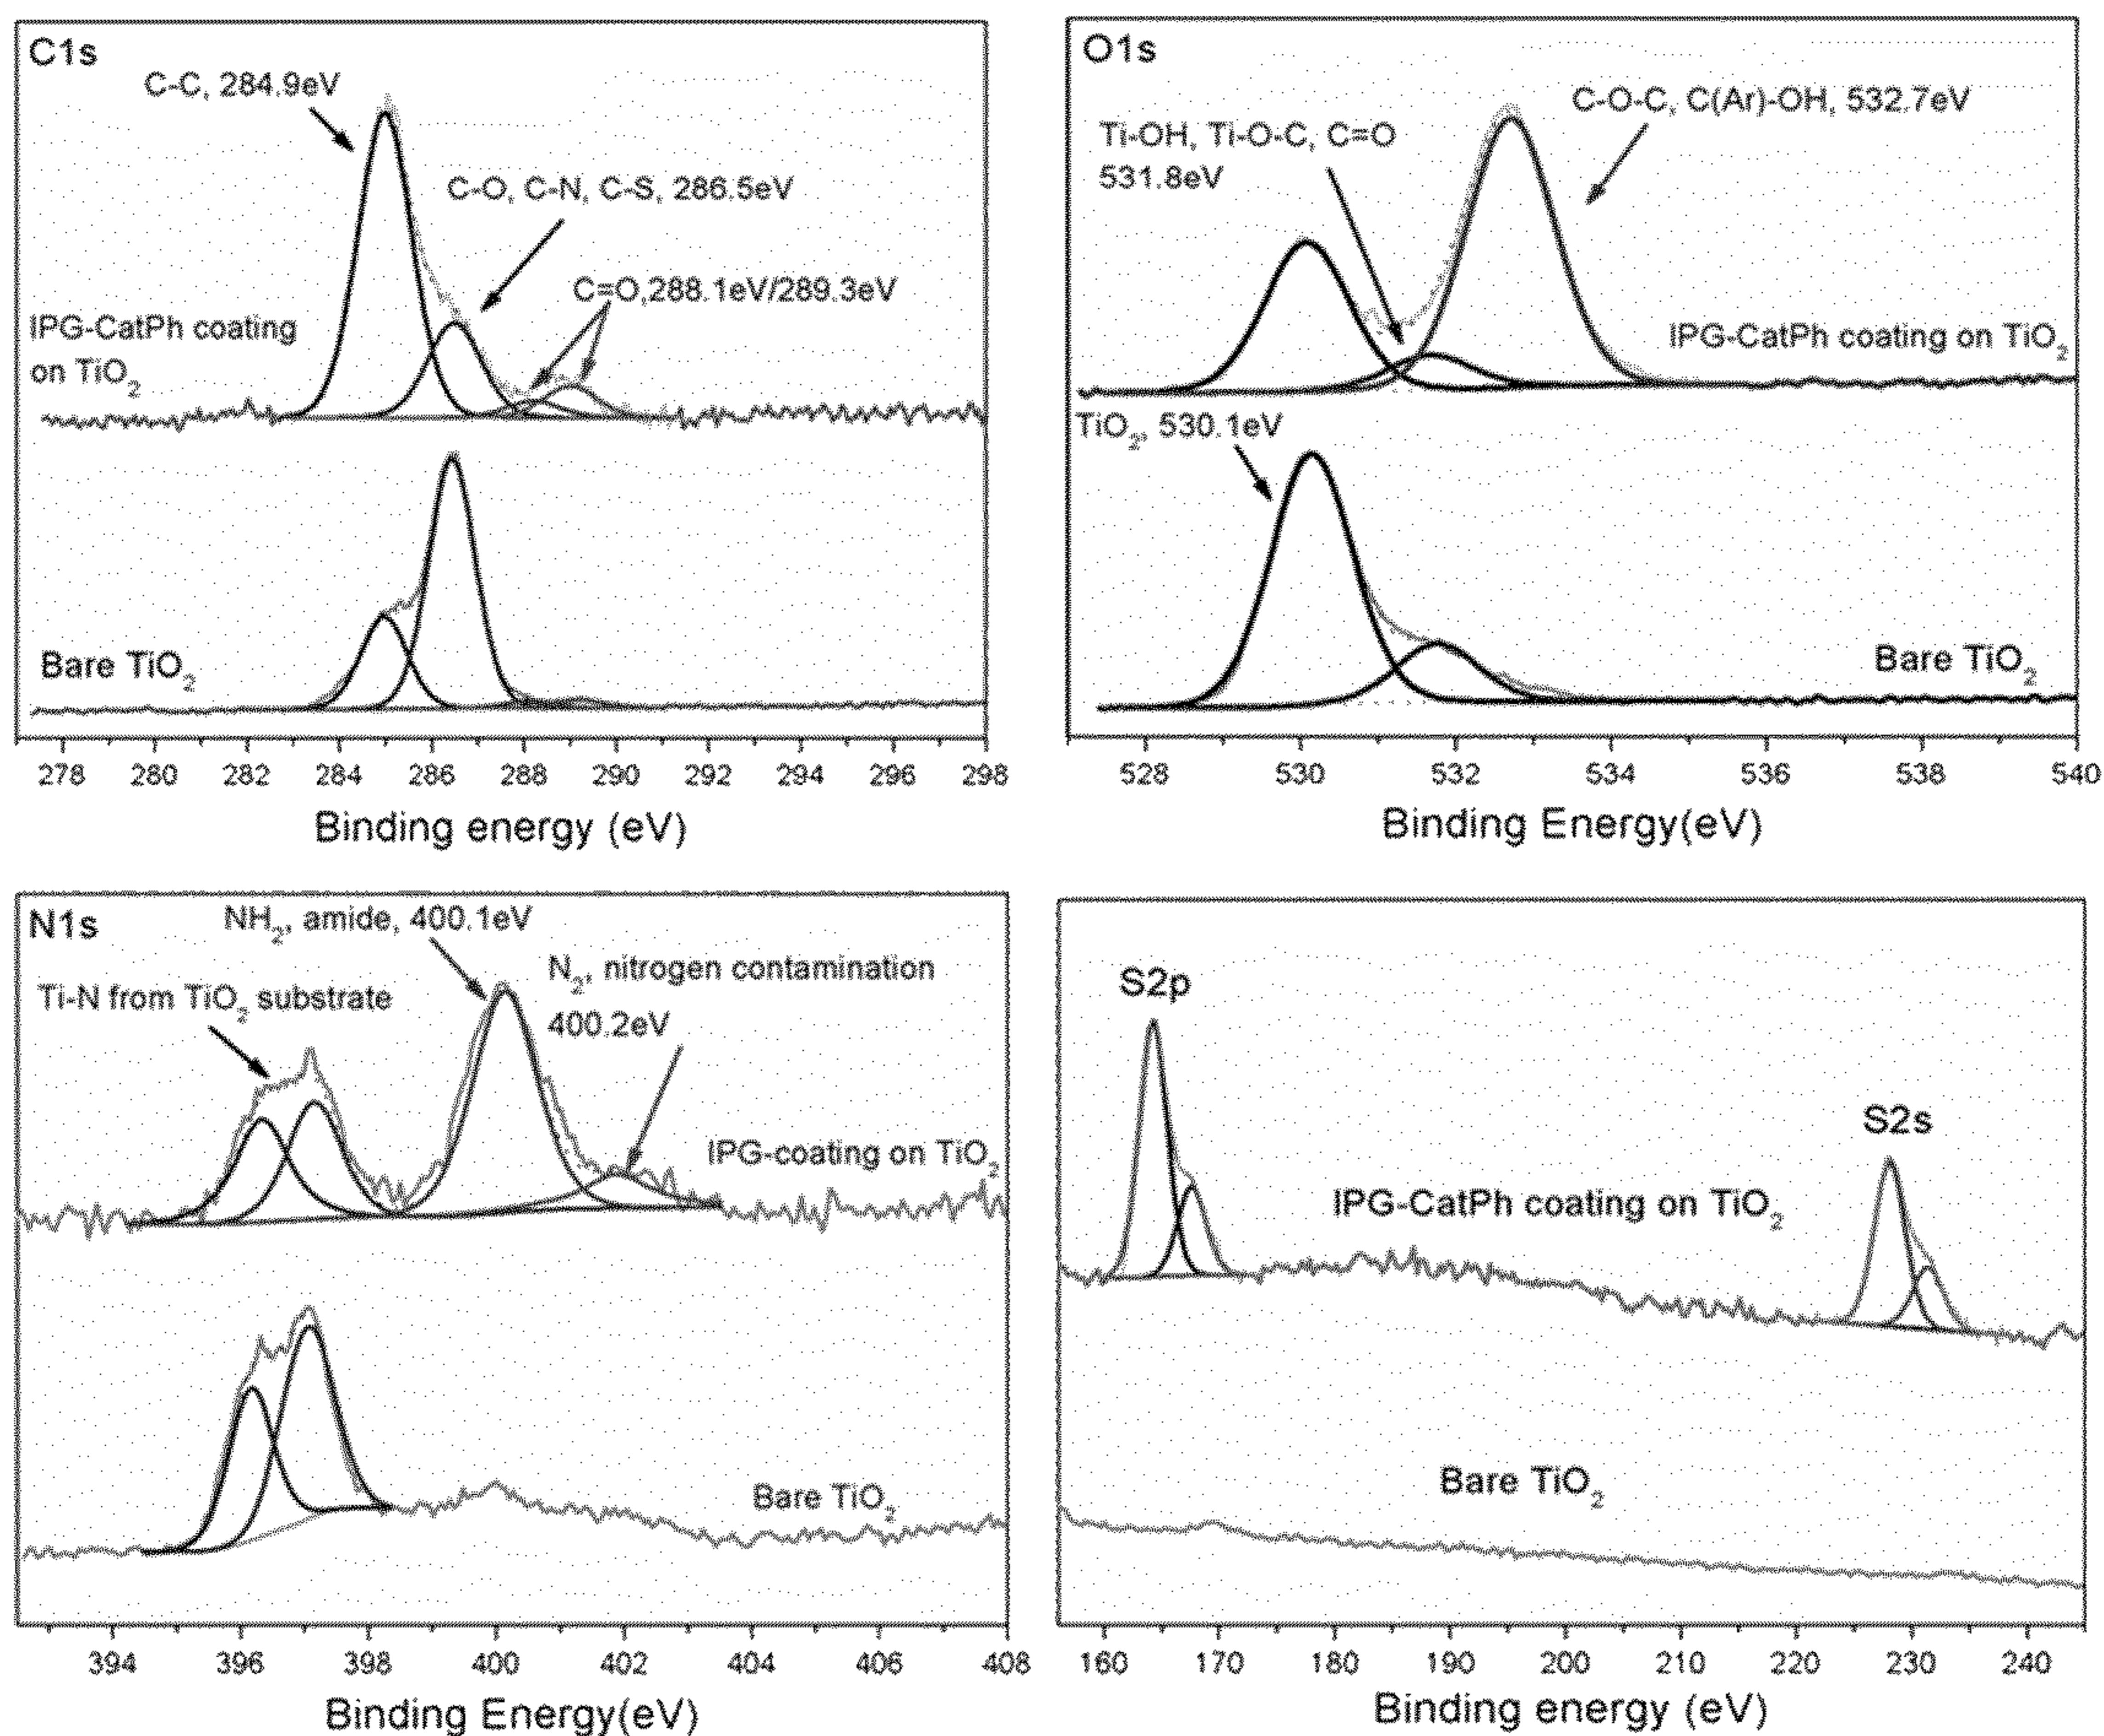 C1s
C-C, 284.9eV
C-O, C-N, C-S, 286.5eV
C=O,288.1eV/289.3eV
IPG-CatPh coating
on TiO2
Bare TiO2
278 280 282 284 286 288 290 292 294 296 298
Binding energy (eV)
O1s
C-O-C, C(Ar)-OH, 532.7eV
Ti-OH, Ti-O-C, C=O
531.8eV
IPG-CatPh coating on TiO2
TiO2, 530.1eV
Bare TiO2
528 530 532 534 536 538 540
Binding Energy(eV)
N1s
NH2, amide, 400.1eV
N2, nitrogen contamination
400.2eV
Ti-N from TiO2 substrate
IPG-coating on TiO2
Bare TiO2
394 396 398 400 402 404 406 408
Binding Energy(eV)
S2p
S2s
IPG-CatPh coating on TiO2
Bare TiO2
160 170 180 190 200 210 220 230 240
Binding energy (eV)